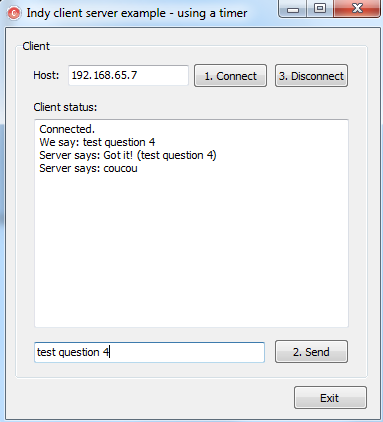 Indy client server example - using a timer
Client
Host: 192.168.65.7 1. Connect 3. Disconnect
Client status:
Connected.
We say: test question 4
Server says: Got it! (test question 4)
Server says: coucou
test question 4 2. Send
Exit